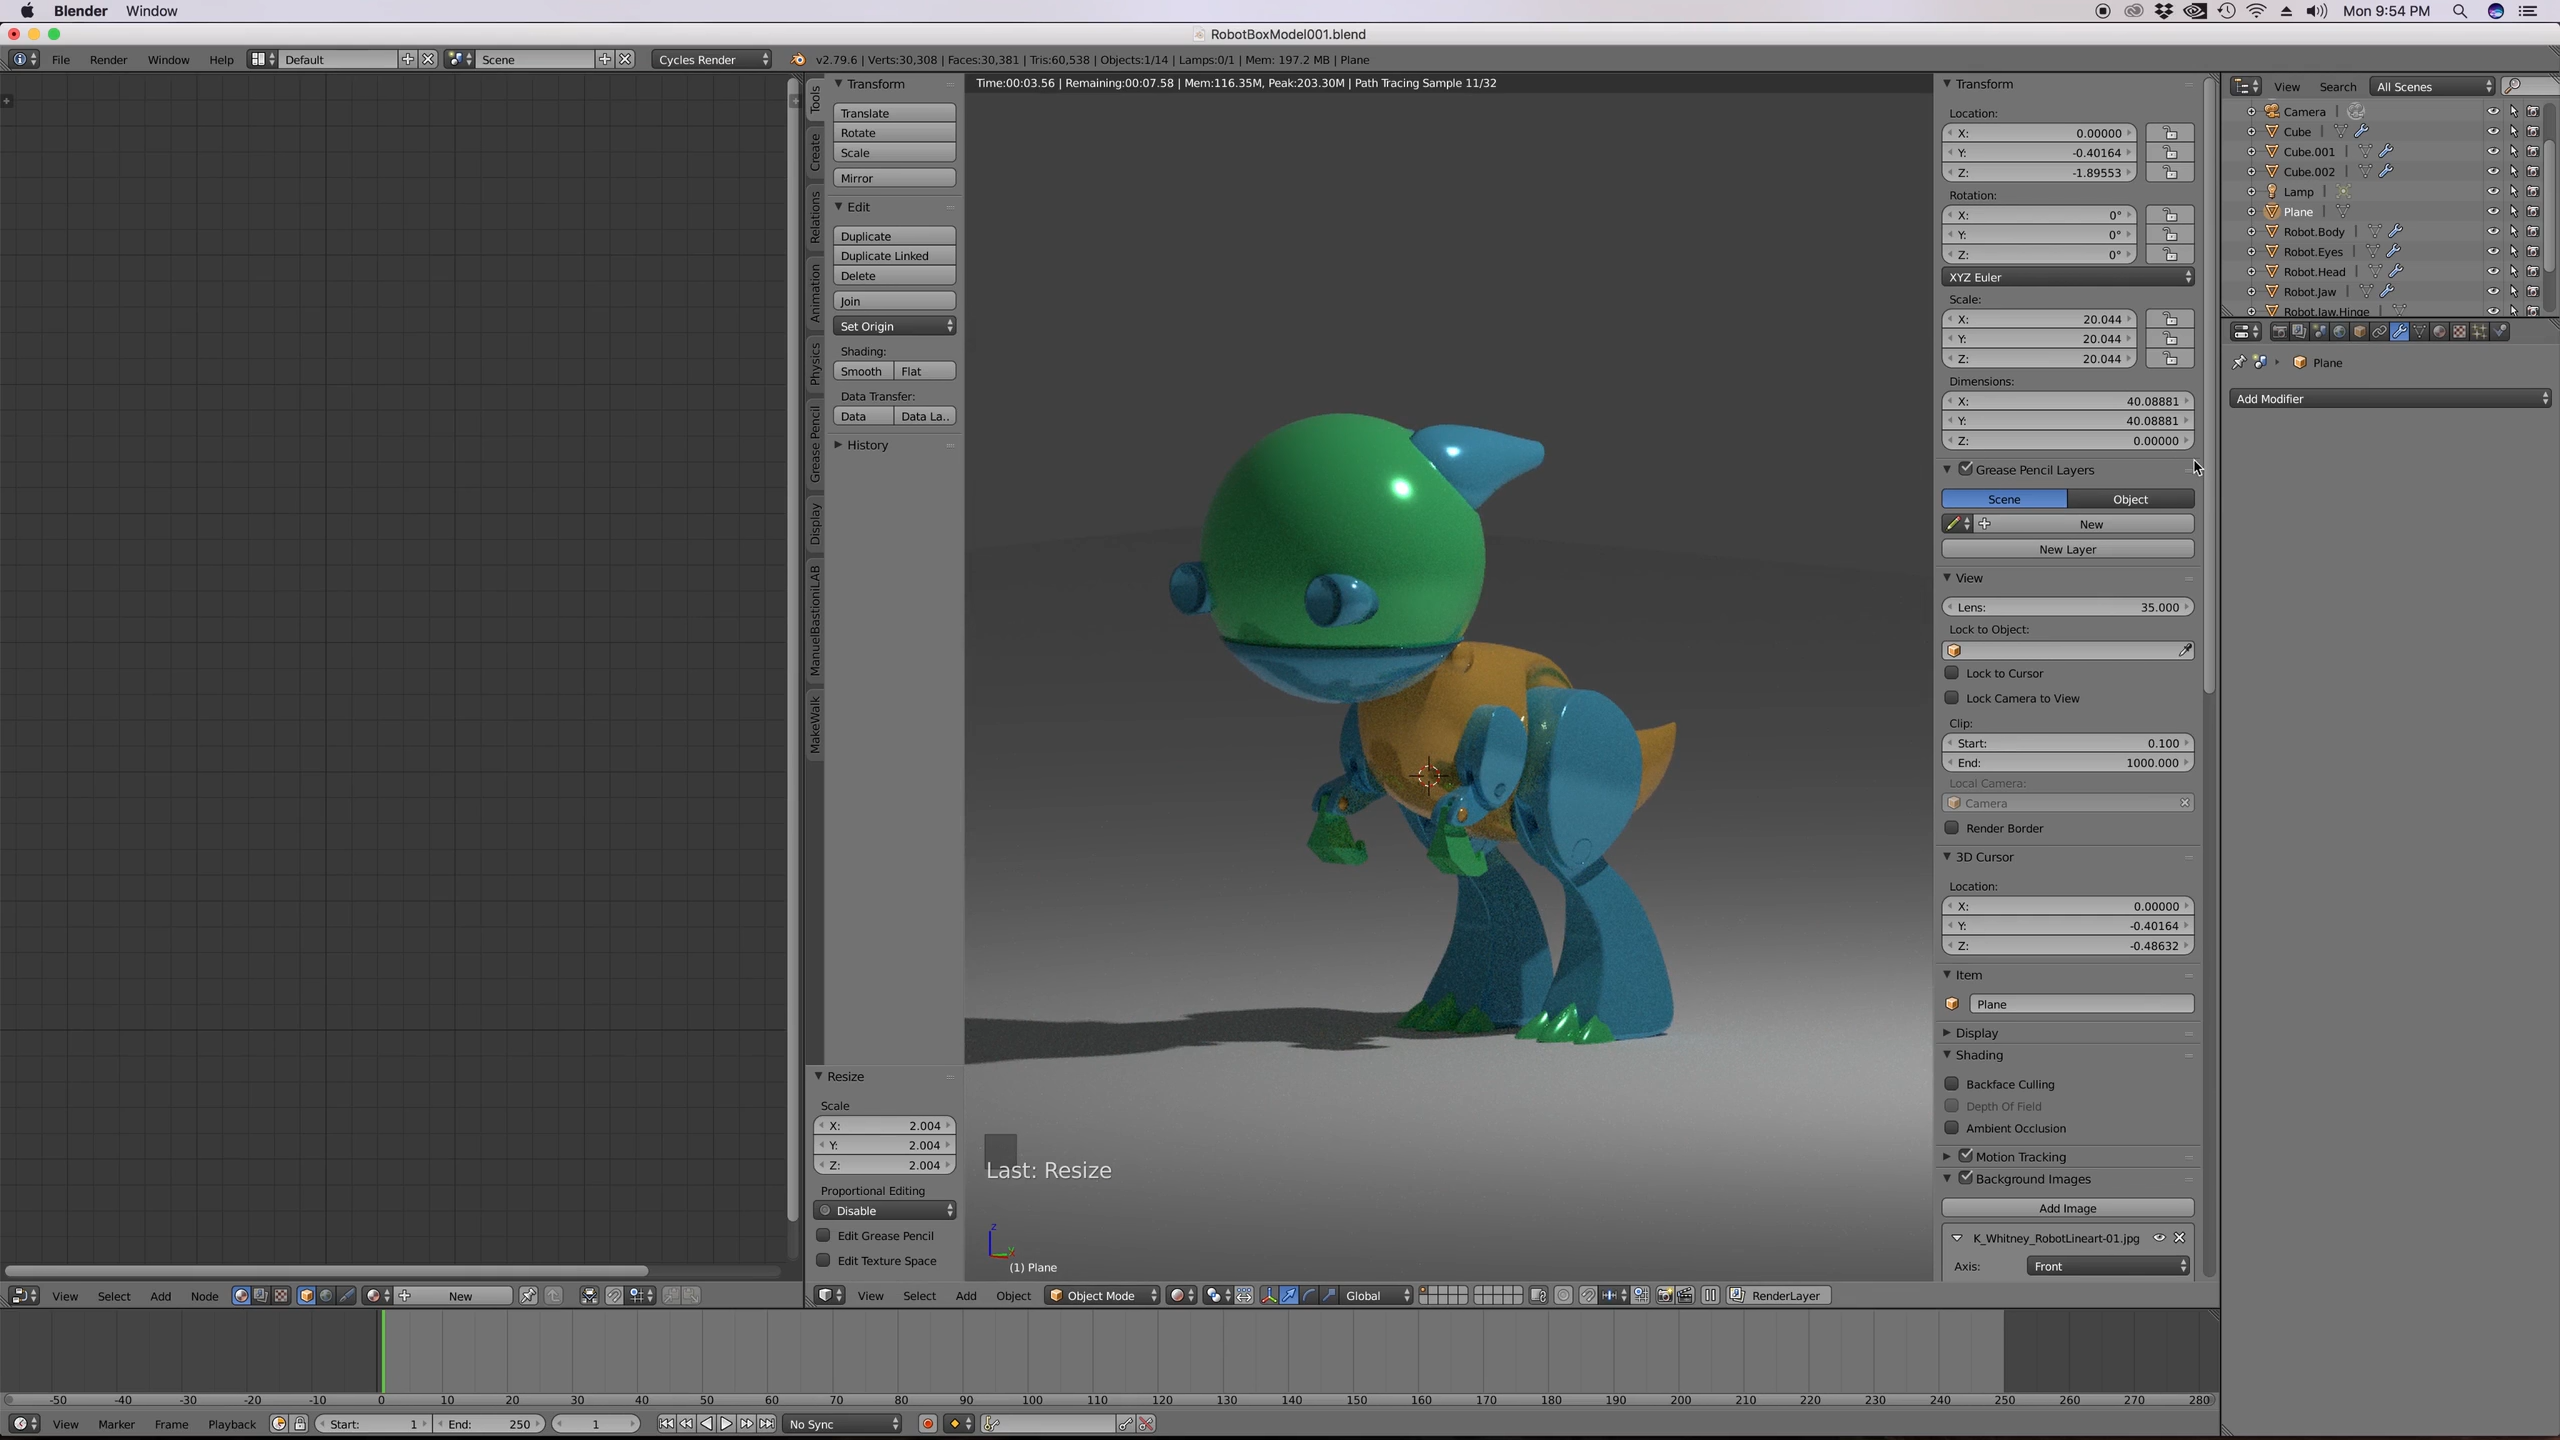 Blender Window Mon 9:54 PM
RobotBoxModel001.blend
File Render Window Help Default Scene Cycles Render v2.79.6 | Verts:30,308 | Faces:30,381 | Tris:60,538 | Objects:1/14 | Lamps:0/1 | Mem: 197.2 MB | Plane
Time:00:03.56 | Remaining:00:07.58 | Mem:116.35M, Peak:203.30M | Path Tracing Sample 11/32
Tools
Create
Relations
Animation
Physics
Grease Pencil
Display
ManuelBastioniLAB
MakeWalk
Transform
Translate
Rotate
Scale
Mirror
Edit
Duplicate
Duplicate Linked
Delete
Join
Set Origin
Shading:
Smooth Flat
Data Transfer:
Data Data La..
History
Resize
Scale
X: 2.004
Y: 2.004
Z: 2.004
Proportional Editing
Disable
Edit Grease Pencil
Edit Texture Space
Last: Resize
z
y
(1) Plane
Transform
Location:
X: 0.00000
Y: -0.40164
Z: -1.89553
Rotation:
X: 0°
Y: 0°
Z: 0°
XYZ Euler
Scale:
X: 20.044
Y: 20.044
Z: 20.044
Dimensions:
X: 40.08881
Y: 40.08881
Z: 0.00000
Grease Pencil Layers
Scene Object
New
New Layer
View
Lens: 35.000
Lock to Object:
Lock to Cursor
Lock Camera to View
Clip:
Start: 0.100
End: 1000.000
Local Camera:
Camera
Render Border
3D Cursor
Location:
X: 0.00000
Y: -0.40164
Z: -0.48632
Item
Plane
Display
Shading
Backface Culling
Depth Of Field
Ambient Occlusion
Motion Tracking
Background Images
Add Image
K_Whitney_RobotLineart-01.jpg
Axis: Front
View Search All Scenes
Camera
Cube
Cube.001
Cube.002
Lamp
Plane
Robot.Body
Robot.Eyes
Robot.Head
Robot.Jaw
Robot.Jaw.Hinge
Plane
Add Modifier
View Select Add Node New
View Select Add Object Object Mode Global RenderLayer
-50 -40 -30 -20 -10 0 10 20 30 40 50 60 70 80 90 100 110 120 130 140 150 160 170 180 190 200 210 220 230 240 250 260 270 280
View Marker Frame Playback Start: 1 End: 250 1 No Sync